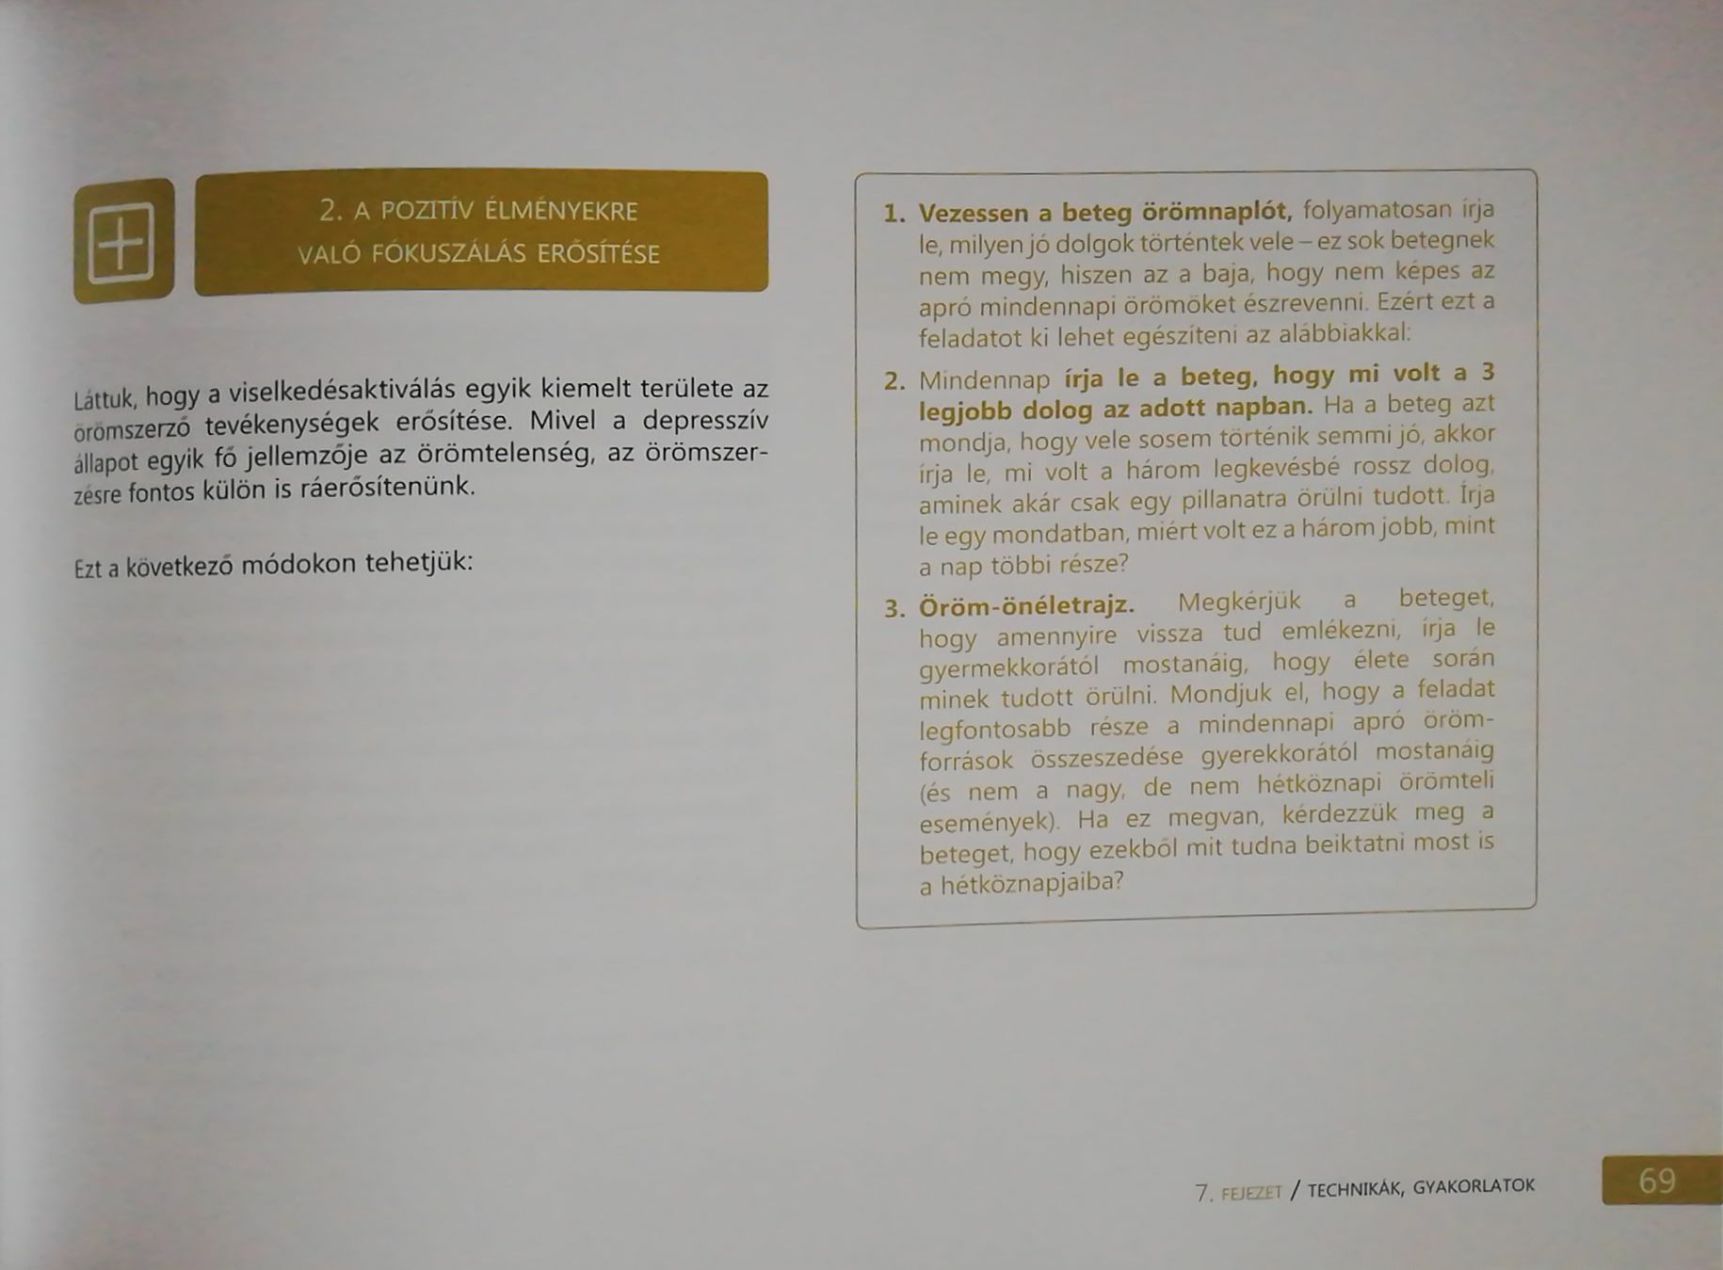 2. A POZITÍV ÉLMÉNYEKRE
VALÓ FÓKUSZÁLÁS ERŐSÍTÉSE
Láttuk, hogy a viselkedésaktiválás egyik kiemelt területe az
örömszerző tevékenységek erősítése. Mivel a depresszív
állapot egyik fő jellemzője az örömtelenség, az örömszer-
zésre fontos külön is ráerősítenünk.
Ezt a következő módokon tehetjük:
1. Vezessen a beteg örömnaplót, folyamatosan írja
le, milyen jó dolgok történtek vele – ez sok betegnek
nem megy, hiszen az a baja, hogy nem képes az
apró mindennapi örömöket észrevenni. Ezért ezt a
feladatot ki lehet egészíteni az alábbiakkal:
2. Mindennap írja le a beteg, hogy mi volt a 3
legjobb dolog az adott napban. Ha a beteg azt
mondja, hogy vele sosem történik semmi jó, akkor
írja le, mi volt a három legkevésbé rossz dolog,
aminek akár csak egy pillanatra örülni tudott. Írja
le egy mondatban, miért volt ez a három jobb, mint
a nap többi része?
3. Öröm-önéletrajz. Megkérjük a beteget,
hogy amennyire vissza tud emlékezni, írja le
gyermekkorától mostanáig, hogy élete során
minek tudott örülni. Mondjuk el, hogy a feladat
legfontosabb része a mindennapi apró öröm-
források összeszedése gyerekkorától mostanáig
(és nem a nagy, de nem hétköznapi örömteli
események). Ha ez megvan, kérdezzük meg a
beteget, hogy ezekből mit tudna beiktatni most is
a hétköznapjaiba?
7. FEJEZET / TECHNIKÁK, GYAKORLATOK
69